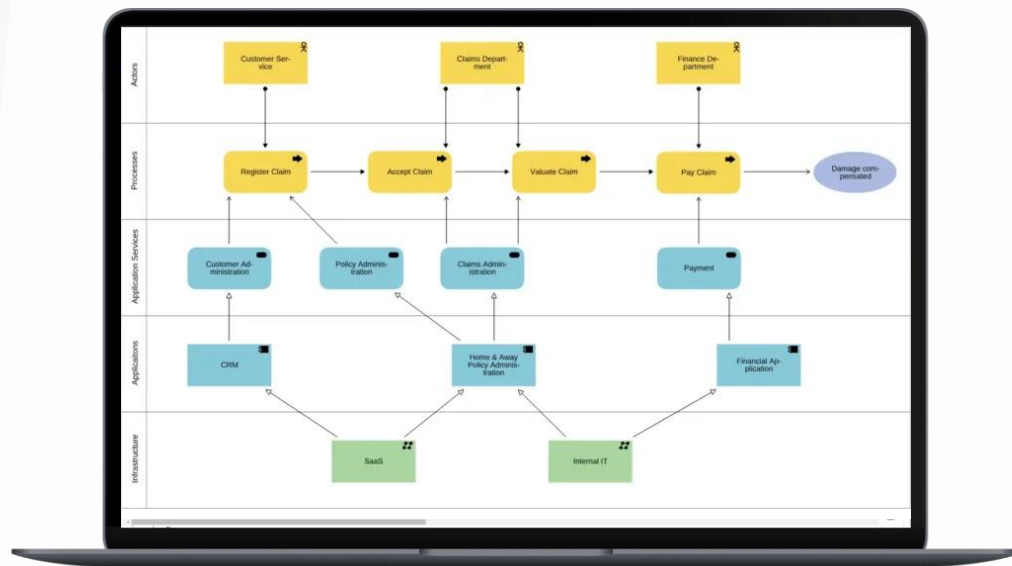 Actors
Customer Ser-
vice
Claims Depart-
ment
Finance De-
partment
Processes
Register Claim
Accept Claim
Valuate Claim
Pay Claim
Damage com-
pensated
Application Services
Customer Ad-
ministration
Policy Adminis-
tration
Claims Admin-
istration
Payment
Applicaitons
CRM
Home & Away
Policy Adminis-
tration
Financial Ap-
plication
Infrastructure
SaaS
Internal IT